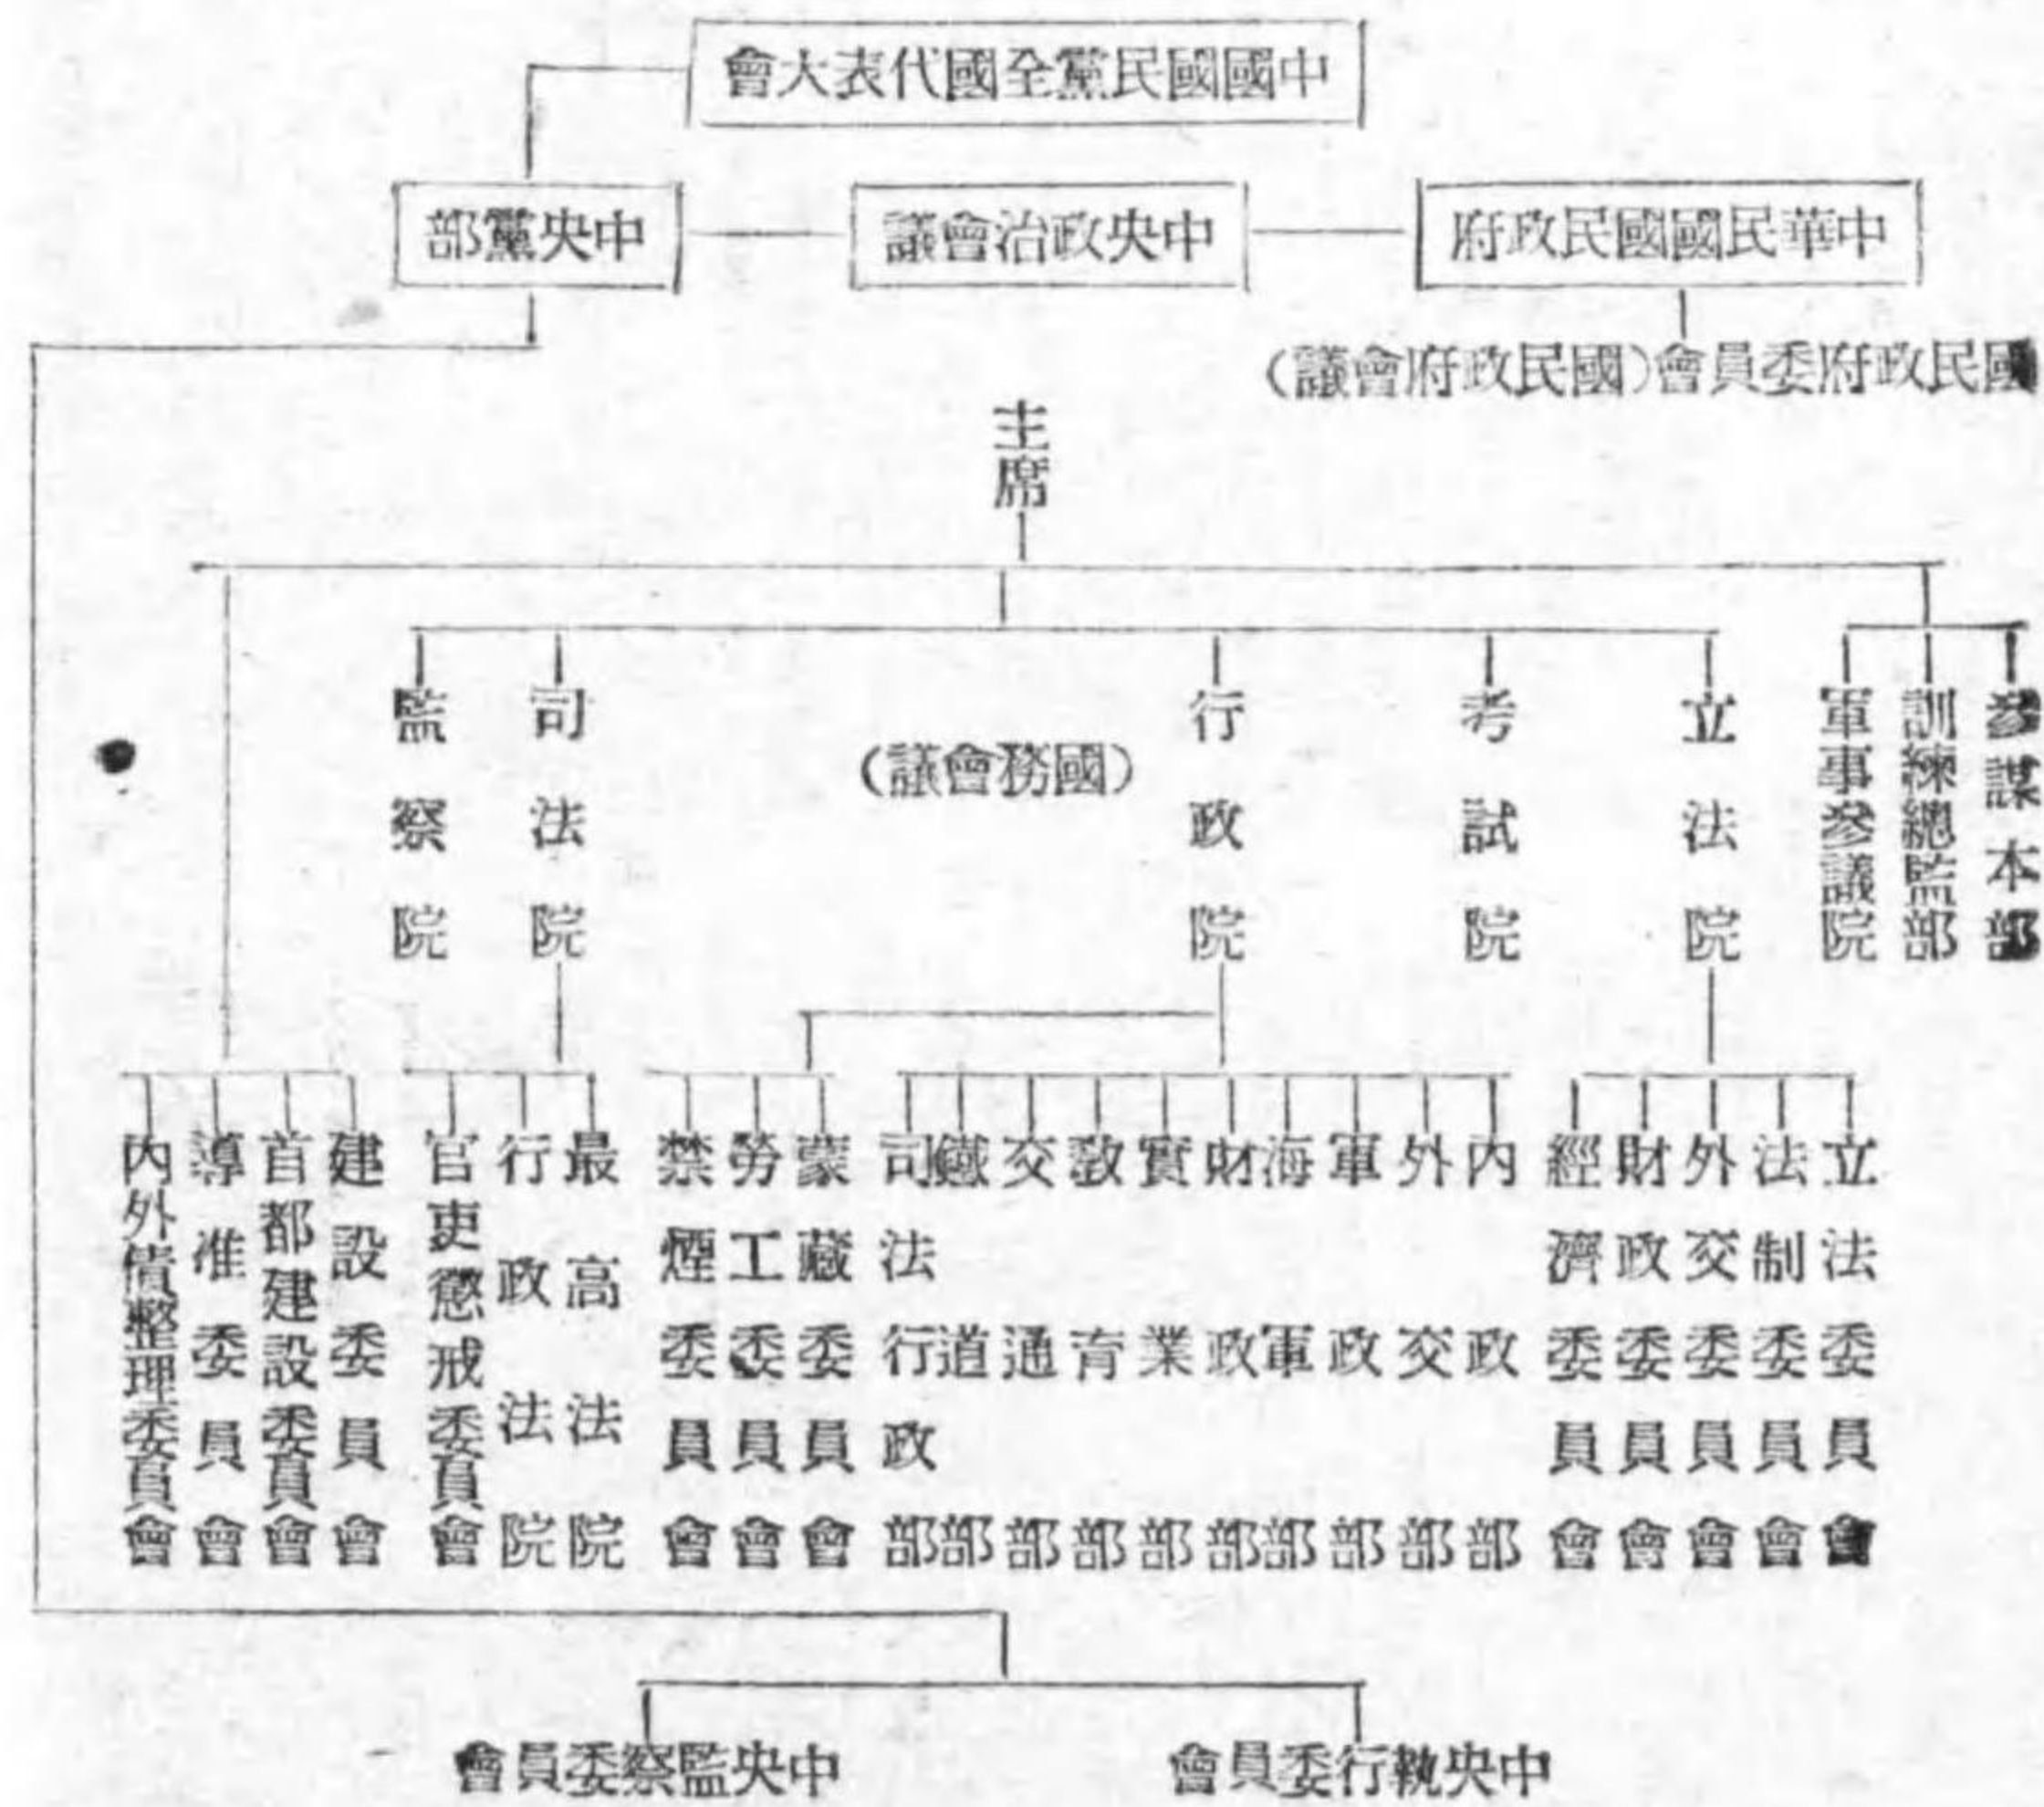 中國國民黨全國代表大會
中華民國國民政府
中央政治會議
中央黨部
國民政府委員會(國民政府會議)
主席
參謀本部
訓練總監部
軍事參議院
立法院
考試院
行政院
(國務會議)
司法院
監察院
立法委員會
法制委員會
外交委員會
財政委員會
經濟委員會
內政部
外交部
軍政部
海軍部
財政部
實業部
教育部
交通部
鐵道部
司法行政部
蒙藏委員會
勞工委員會
禁煙委員會
最高法院
行政法院
官吏懲戒委員會
建設委員會
首都建設委員會
導淮委員會
內外債整理委員會
中央執行委員會
中央監察委員會